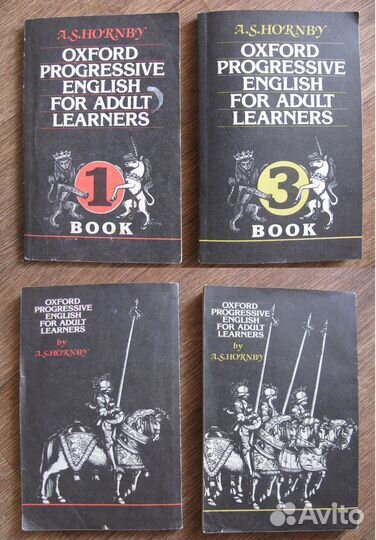 A.S.HORNBY
OXFORD
PROGRESSIVE
ENGLISH
FOR ADULT
LEARNERS
1
BOOK
A.S.HORNBY
OXFORD
PROGRESSIVE
ENGLISH
FOR ADULT
LEARNERS
3
BOOK
OXFORD
PROGRESSIVE
ENGLISH
FOR ADULT
LEARNERS
by
A.S.HORNBY
OXFORD
PROGRESSIVE
ENGLISH
FOR ADULT
LEARNERS
by
A.S.HORNBY
Avito